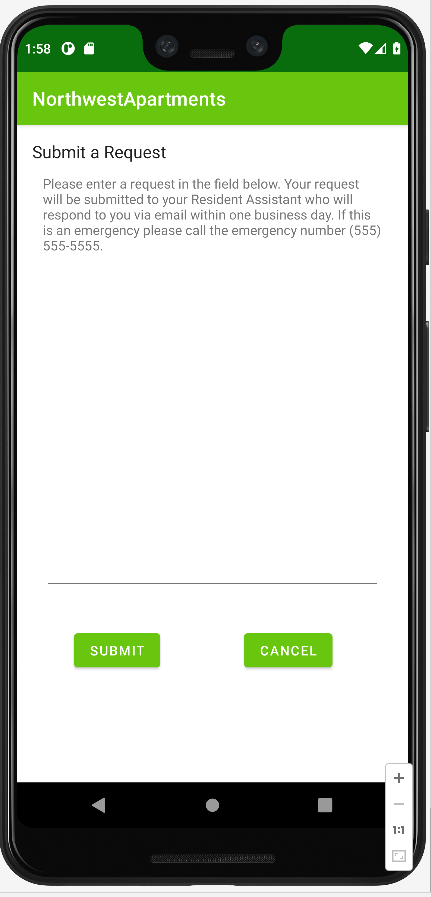 1:58
NorthwestApartments
Submit a Request
Please enter a request in the field below. Your request
will be submitted to your Resident Assistant who will
respond to you via email within one business day. If this
is an emergency please call the emergency number (555)
555-5555.
SUBMIT CANCEL
1:1